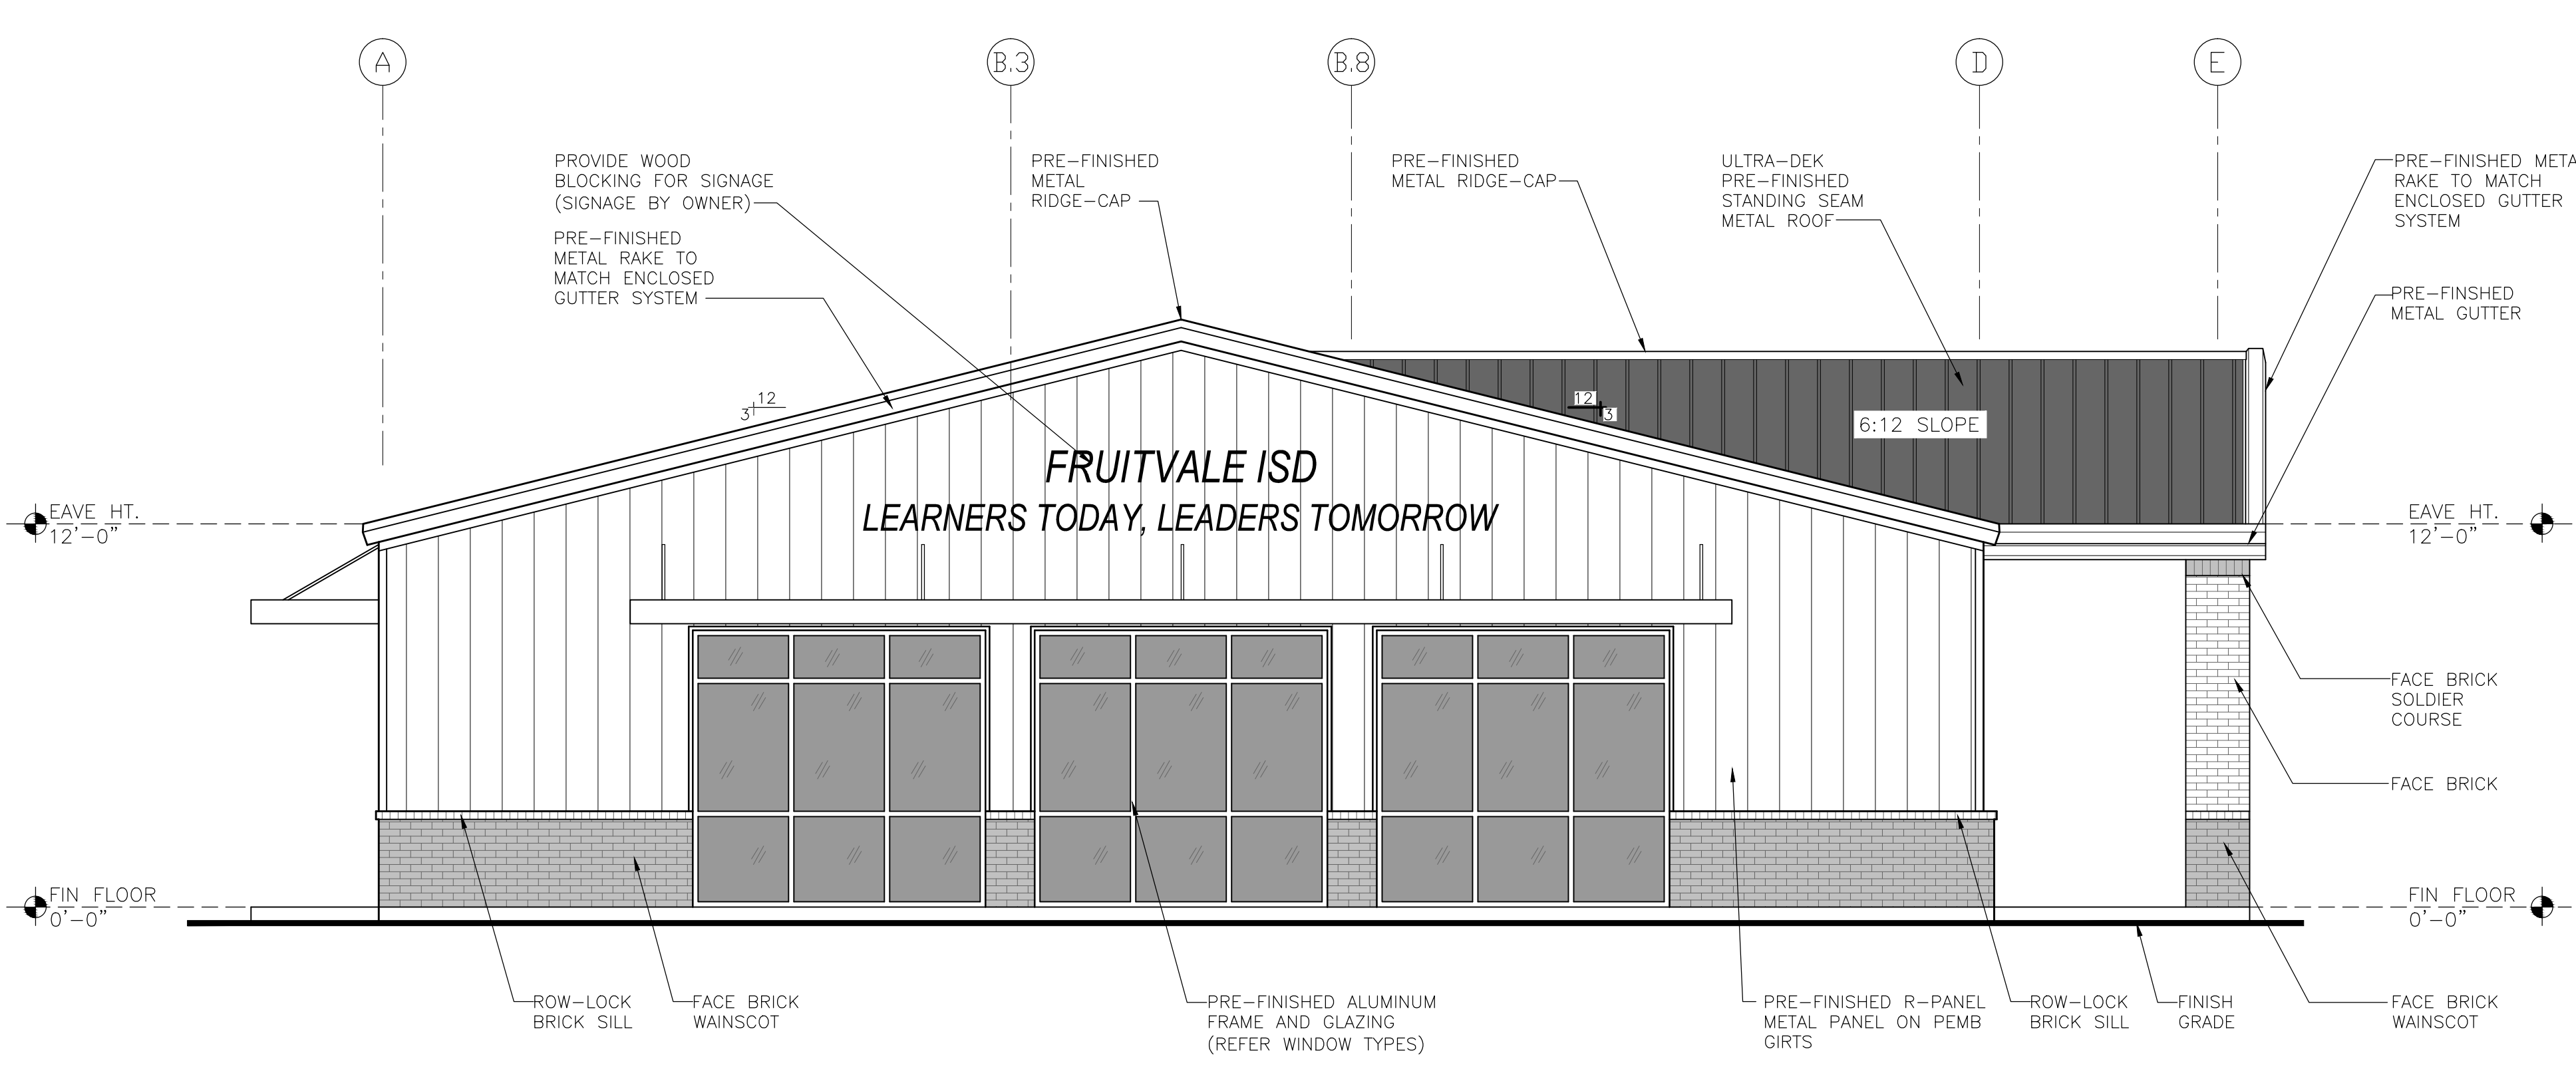 A
B.3
B.8
D
E
PROVIDE WOOD
BLOCKING FOR SIGNAGE
(SIGNAGE BY OWNER)
PRE-FINISHED
METAL RAKE TO
MATCH ENCLOSED
GUTTER SYSTEM
PRE-FINISHED
METAL
RIDGE-CAP
PRE-FINISHED
METAL RIDGE-CAP
ULTRA-DEK
PRE-FINISHED
STANDING SEAM
METAL ROOF
PRE-FINISHED META
RAKE TO MATCH
ENCLOSED GUTTER
SYSTEM
PRE-FINSHED
METAL GUTTER
12
3
12
3
6:12 SLOPE
FRUITVALE ISD
LEARNERS TODAY, LEADERS TOMORROW
EAVE HT.
12'-0"
EAVE HT.
12'-0"
FACE BRICK
SOLDIER
COURSE
FACE BRICK
FIN FLOOR
0'-0"
FIN FLOOR
0'-0"
ROW-LOCK
BRICK SILL
FACE BRICK
WAINSCOT
PRE-FINISHED ALUMINUM
FRAME AND GLAZING
(REFER WINDOW TYPES)
PRE-FINISHED R-PANEL
METAL PANEL ON PEMB
GIRTS
ROW-LOCK
BRICK SILL
FINISH
GRADE
FACE BRICK
WAINSCOT